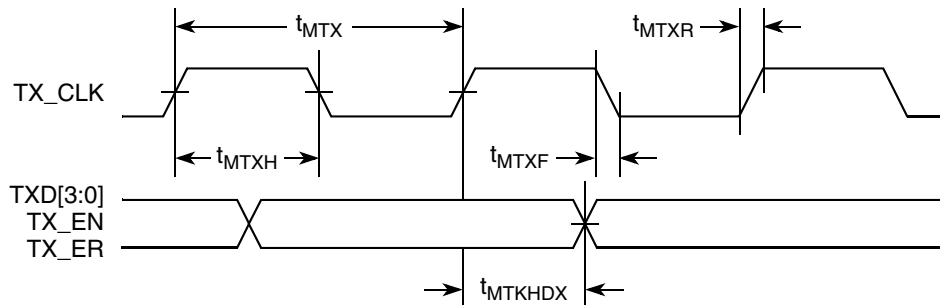 tMTX
tMTXR
TX_CLK
tMTXH
tMTXF
TXD[3:0]
TX_EN
TX_ER
tMTKHDX